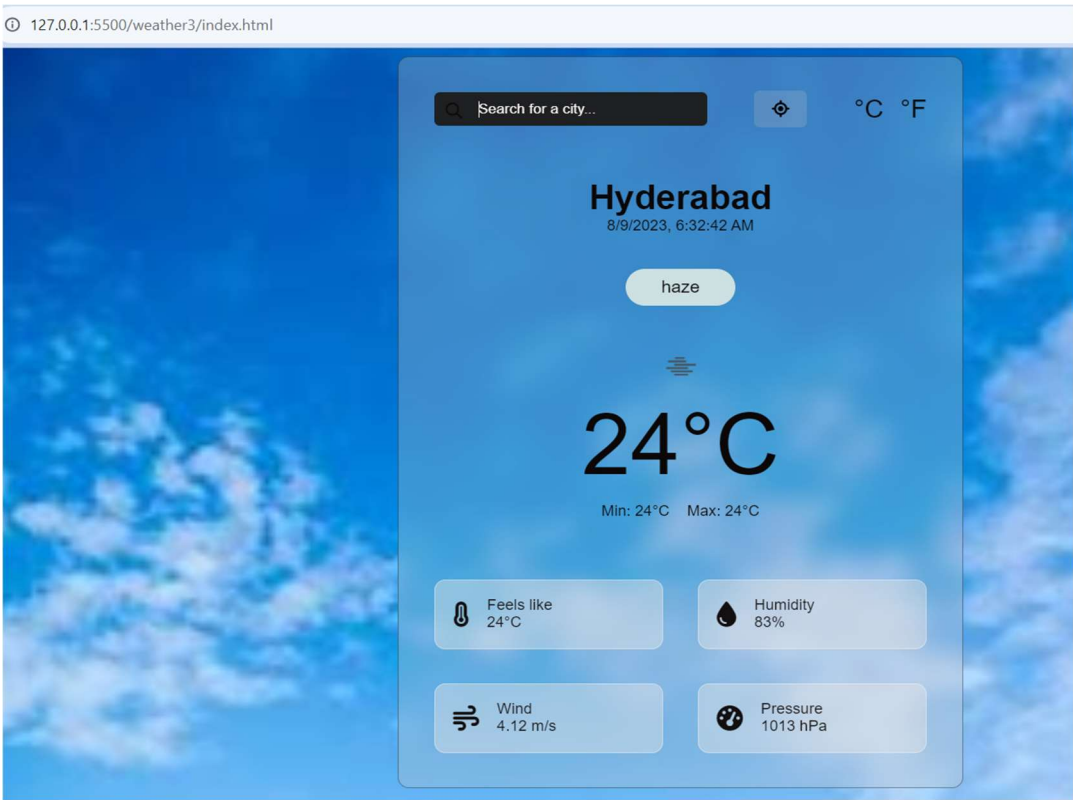 127.0.0.1:5500/weather3/index.html
Search for a city...
°C °F
Hyderabad
8/9/2023, 6:32:42 AM
haze
24°C
Min: 24°C Max: 24°C
Feels like
24°C
Humidity
83%
Wind
4.12 m/s
Pressure
1013 hPa